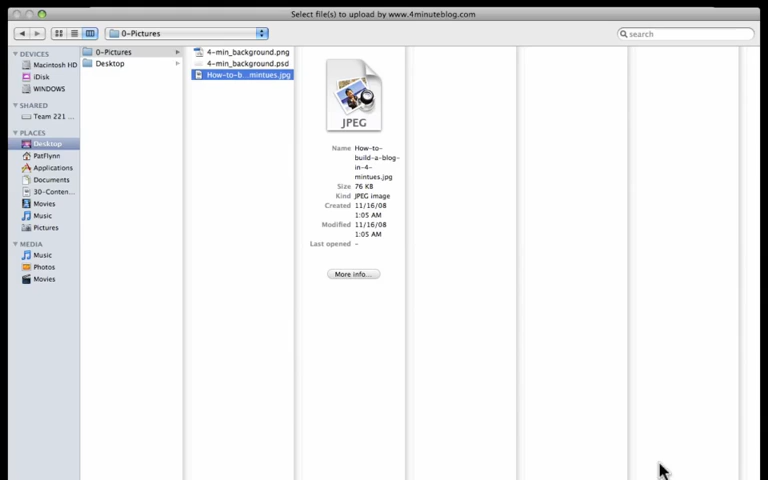 Select file(s) to upload by www.4minuteblog.com
0-Pictures
search
DEVICES
Macintosh HD
iDisk
WINDOWS
SHARED
Team 221 ...
PLACES
Desktop
PatFlynn
Applications
Documents
30-Conten...
Movies
Music
Pictures
MEDIA
Music
Photos
Movies
0-Pictures
Desktop
4-min_background.png
4-min_background.psd
How-to-b...mintues.jpg
JPEG
Name How-to-
build-a-blog-
in-4-
mintues.jpg
Size 76 KB
Kind JPEG image
Created 11/16/08
1:05 AM
Modified 11/16/08
1:05 AM
Last opened –
More info...